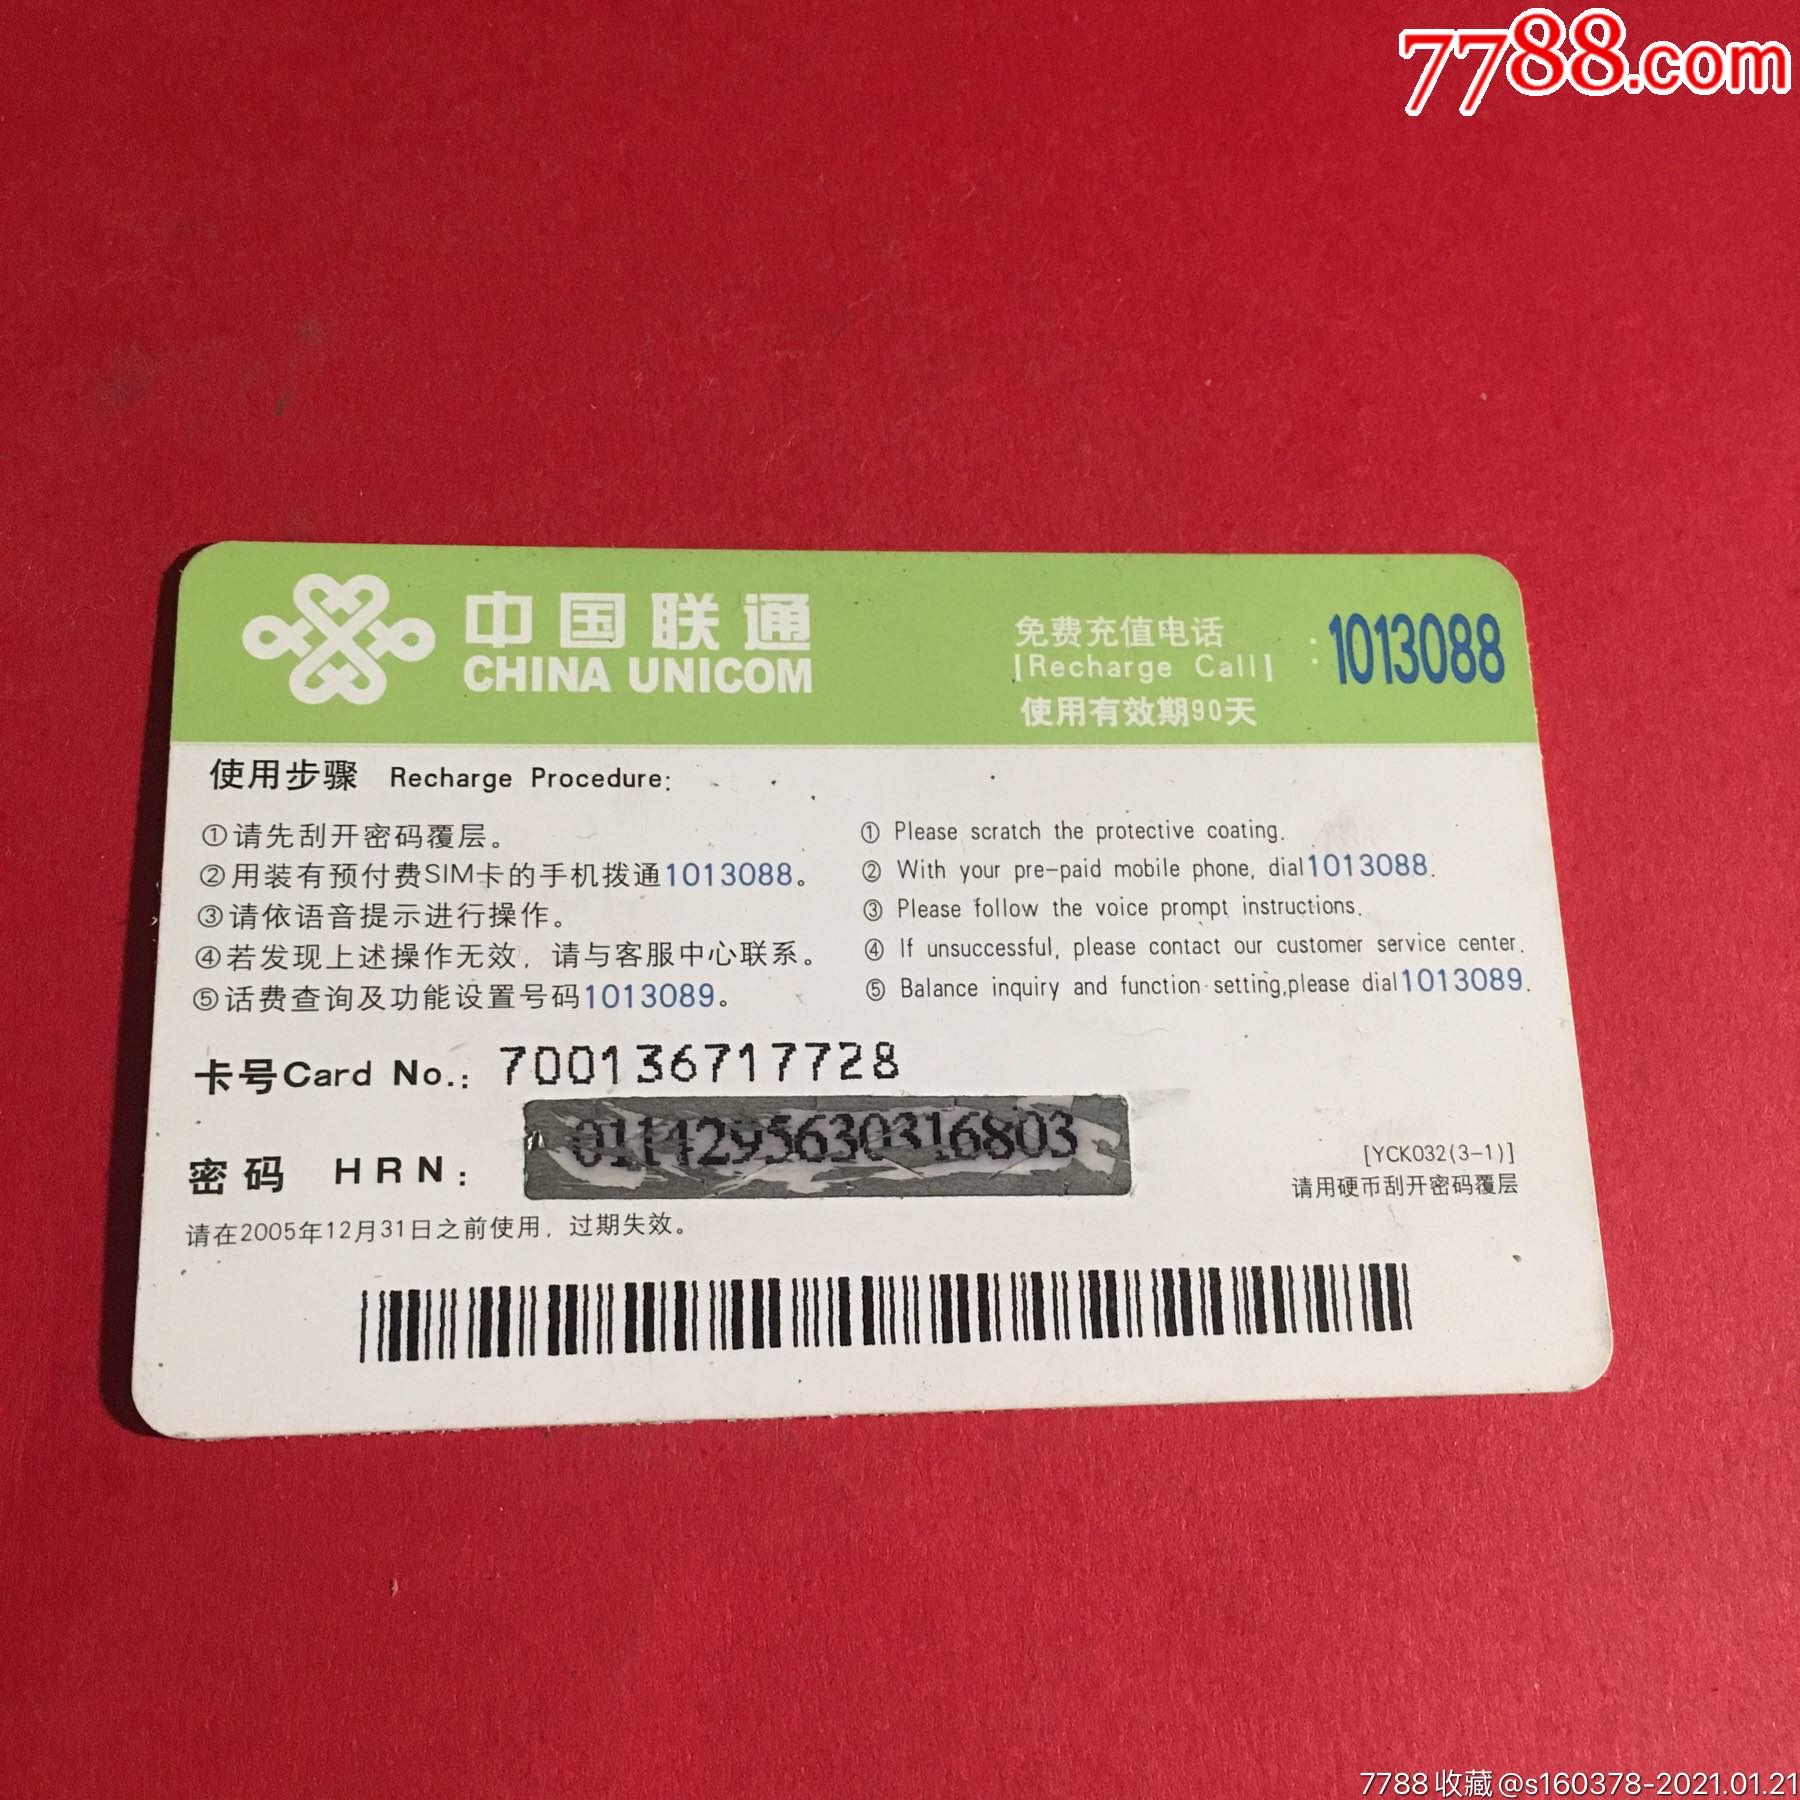 7788.com
中国联通
CHINA UNICOM
免费充值电话
[Recharge Call]
:1013088
使用有效期90天
使用步骤 Recharge Procedure:
①请先刮开密码覆层。
②用装有预付费SIM卡的手机拨通1013088。
③请依语音提示进行操作。
④若发现上述操作无效，请与客服中心联系。
⑤话费查询及功能设置号码1013089。
① Please scratch the protective coating.
② With your pre-paid mobile phone, dial1013088.
③ Please follow the voice prompt instructions.
④ If unsuccessful, please contact our customer service center.
⑤ Balance inquiry and function setting,please dial1013089.
卡号Card No.: 700136717728
密码 HRN: 0114295630316803
[YCK032(3-1)]
请用硬币刮开密码覆层
请在2005年12月31日之前使用，过期失效。
7788收藏@s160378-2021.01.21